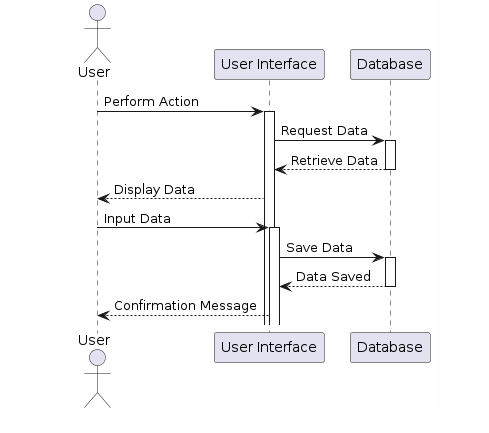 User
User Interface
Database
Perform Action
Request Data
Retrieve Data
Display Data
Input Data
Save Data
Data Saved
Confirmation Message
User
User Interface
Database